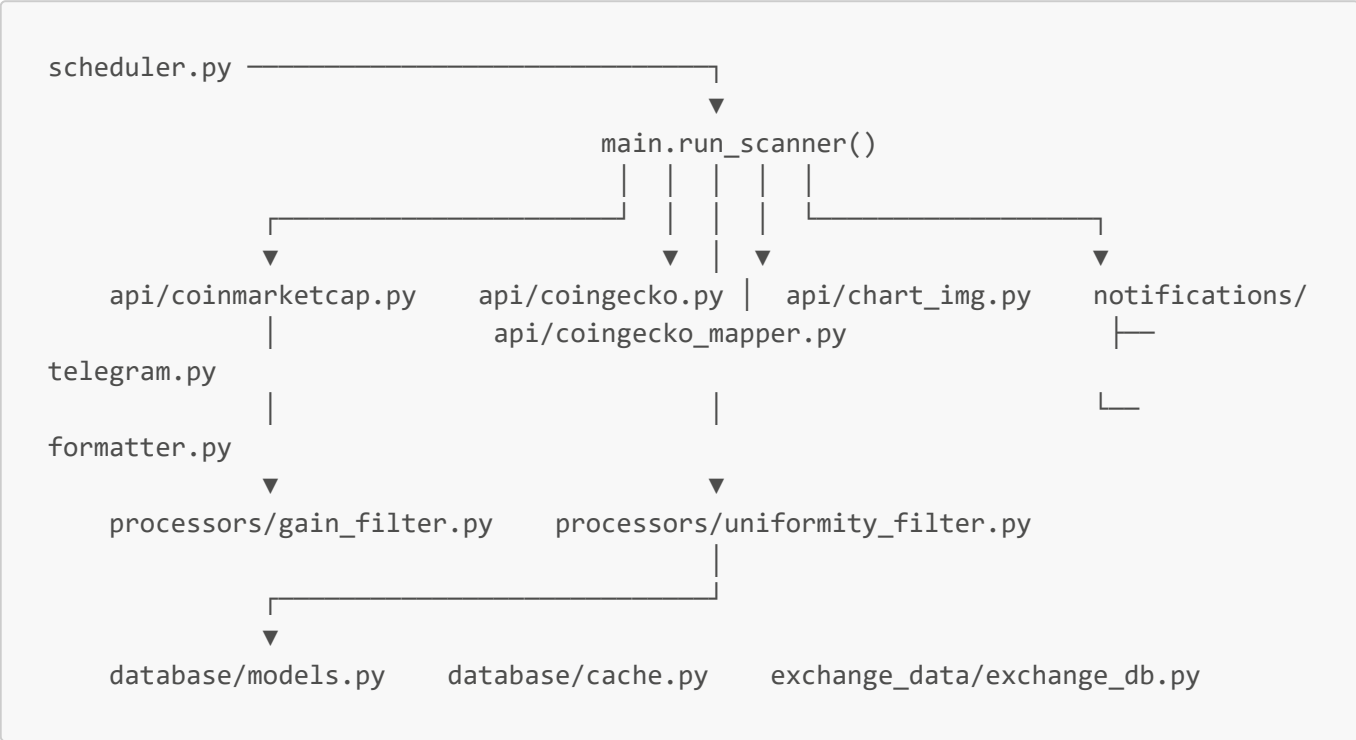 scheduler.py
main.run_scanner()
api/coinmarketcap.py api/coingecko.py api/chart_img.py notifications/
api/coingecko_mapper.py
telegram.py
formatter.py
processors/gain_filter.py processors/uniformity_filter.py
database/models.py database/cache.py exchange_data/exchange_db.py